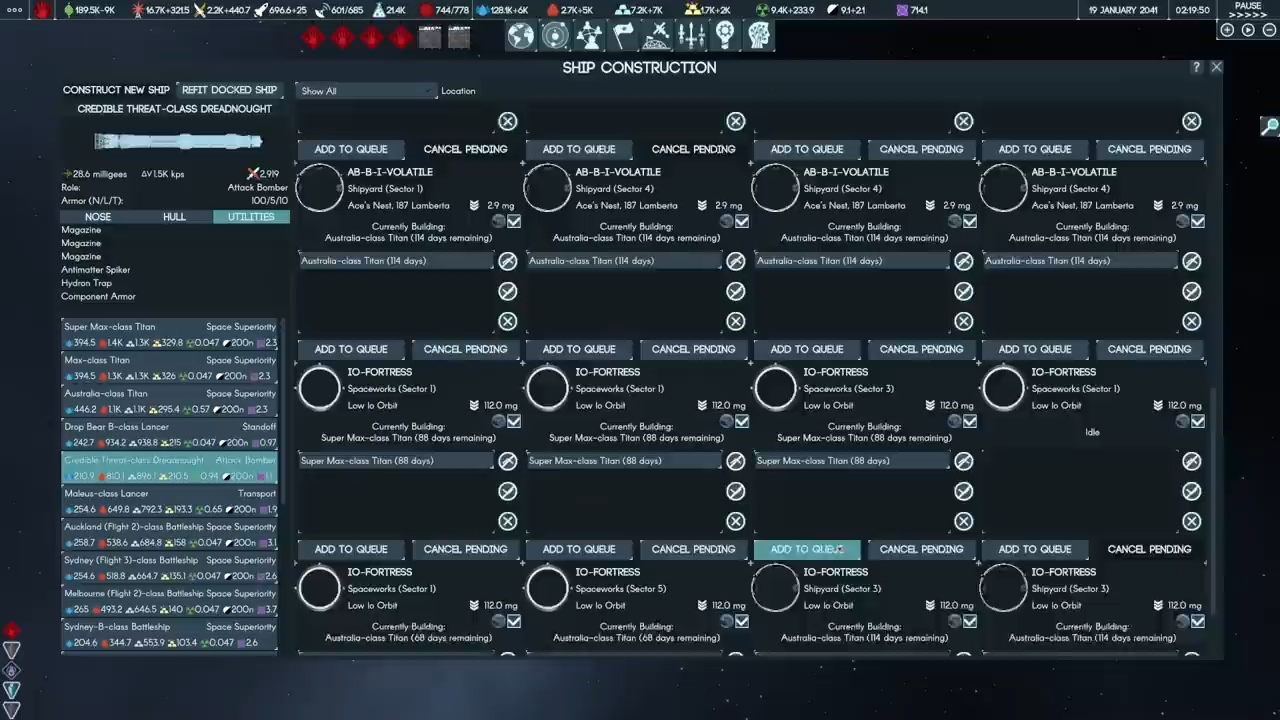 189.5K-9K 16.7K+321.5 2.2K+440.7 696.6+25 601/685 21.4K 744/778 128.1K+6K 2.7K+5K 7.2K+7K 1.7K+2K 9.4K+233.9 9.1+2.1 714.1 19 JANUARY 2041 02:19:50 PAUSE
>>>>>
SHIP CONSTRUCTION ?
CONSTRUCT NEW SHIP REFIT DOCKED SHIP Show All Location
CREDIBLE THREAT-CLASS DREADNOUGHT
28.6 milligees ΔV1.5K kps 2,919
Role: Attack Bomber
Armor (N/L/T): 100/5/10
NOSE HULL UTILITIES
Magazine
Magazine
Magazine
Antimatter Spiker
Hydron Trap
Component Armor
Super Max-class Titan Space Superiority
394.5 1.4K 1.3K 329.8 0.047 200n 2.3
Max-class Titan Space Superiority
394.5 1.3K 1.3K 326 0.047 200n 2.3
Australia-class Titan Space Superiority
446.2 1.1K 1.1K 295.4 0.57 200n 2.3
Drop Bear B-class Lancer Standoff
242.7 934.2 938.8 215 0.047 200n 0.97
Credible Threat-class Dreadnought Attack Bomber
210.9 810.1 896.1 210.5 0.94 200n 1.1
Maleus-class Lancer Transport
254.6 649.8 792.3 193.3 0.65 200n 1.9
Auckland (Flight 2)-class Battleship Space Superiority
258.7 538.6 684.8 158 0.047 200n 3.1
Sydney (Flight 3)-class Battleship Space Superiority
254.6 518.8 664.7 135.1 0.047 200n 2.6
Melbourne (Flight 2)-class Battleship Space Superiority
265 493.2 646.5 140 0.047 200n 3.7
Sydney-B-class Battleship Space Superiority
204.6 344.7 553.9 103.4 0.047 200n 2.6
ADD TO QUEUE CANCEL PENDING ADD TO QUEUE CANCEL PENDING ADD TO QUEUE CANCEL PENDING ADD TO QUEUE CANCEL PENDING
AB-B-I-VOLATILE AB-B-I-VOLATILE AB-B-I-VOLATILE AB-B-I-VOLATILE
Shipyard (Sector 1) Shipyard (Sector 4) Shipyard (Sector 4) Shipyard (Sector 4)
Ace's Nest, 187 Lamberta 2.9 mg Ace's Nest, 187 Lamberta 2.9 mg Ace's Nest, 187 Lamberta 2.9 mg Ace's Nest, 187 Lamberta 2.9 mg
Currently Building: Currently Building: Currently Building: Currently Building:
Australia-class Titan (114 days remaining) Australia-class Titan (114 days remaining) Australia-class Titan (114 days remaining) Australia-class Titan (114 days remaining)
Australia-class Titan (114 days) Australia-class Titan (114 days) Australia-class Titan (114 days) Australia-class Titan (114 days)
ADD TO QUEUE CANCEL PENDING ADD TO QUEUE CANCEL PENDING ADD TO QUEUE CANCEL PENDING ADD TO QUEUE CANCEL PENDING
IO-FORTRESS IO-FORTRESS IO-FORTRESS IO-FORTRESS
Spaceworks (Sector 1) Spaceworks (Sector 1) Spaceworks (Sector 3) Spaceworks (Sector 1)
Low Io Orbit 112.0 mg Low Io Orbit 112.0 mg Low Io Orbit 112.0 mg Low Io Orbit 112.0 mg
Currently Building: Currently Building: Currently Building: Idle
Super Max-class Titan (88 days remaining) Super Max-class Titan (88 days remaining) Super Max-class Titan (88 days remaining)
Super Max-class Titan (88 days) Super Max-class Titan (88 days) Super Max-class Titan (88 days)
ADD TO QUEUE CANCEL PENDING ADD TO QUEUE CANCEL PENDING ADD TO QUEUE CANCEL PENDING ADD TO QUEUE CANCEL PENDING
IO-FORTRESS IO-FORTRESS IO-FORTRESS IO-FORTRESS
Spaceworks (Sector 1) Spaceworks (Sector 5) Shipyard (Sector 3) Shipyard (Sector 3)
Low Io Orbit 112.0 mg Low Io Orbit 112.0 mg Low Io Orbit 112.0 mg Low Io Orbit 112.0 mg
Currently Building: Currently Building: Currently Building: Currently Building:
Australia-class Titan (68 days remaining) Australia-class Titan (68 days remaining) Australia-class Titan (114 days remaining) Australia-class Titan (114 days remaining)